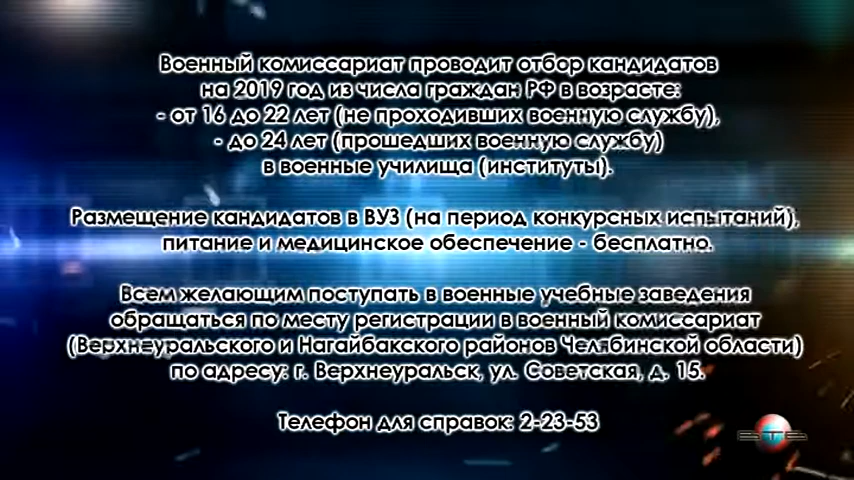 Военный комиссариат проводит отбор кандидатов
на 2019 год из числа граждан РФ в возрасте:
- от 16 до 22 лет (не проходивших военную службу),
- до 24 лет (прошедших военную службу)
в военные училища (институты).
Размещение кандидатов в ВУЗ (на период конкурсных испытаний),
питание и медицинское обеспечение - бесплатно.
Всем желающим поступать в военные учебные заведения
обращаться по месту регистрации в военный комиссариат
(Верхнеуральского и Нагайбакского районов Челябинской области)
по адресу: г. Верхнеуральск, ул. Советская, д. 15.
Телефон для справок: 2-23-53